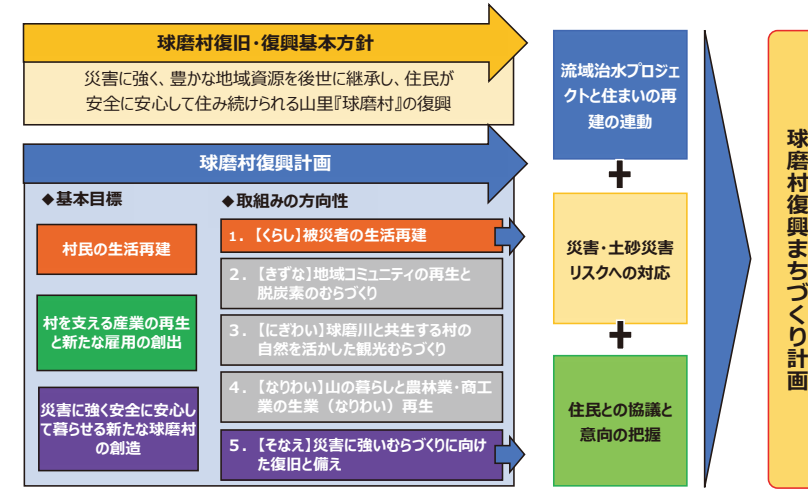 球磨村復旧・復興基本方針
災害に強く、豊かな地域資源を後世に継承し、住民が
安全に安心して住み続けられる山里『球磨村』の復興
球磨村復興計画
◆基本目標
村民の生活再建
村を支える産業の再生
と新たな雇用の創出
災害に強く安全に安心し
て暮らせる新たな球磨村
の創造
◆取組みの方向性
1．【くらし】被災者の生活再建
2．【きずな】地域コミュニティの再生と
脱炭素のむらづくり
3．【にぎわい】球磨川と共生する村の
自然を活かした観光むらづくり
4．【なりわい】山の暮らしと農林業・商工
業の生業（なりわい）再生
5．【そなえ】災害に強いむらづくりに向け
た復旧と備え
流域治水プロジェ
クトと住まいの再
建の連動
+
災害・土砂災害
リスクへの対応
+
住民との協議と
意向の把握
球磨村復興まちづくり計画